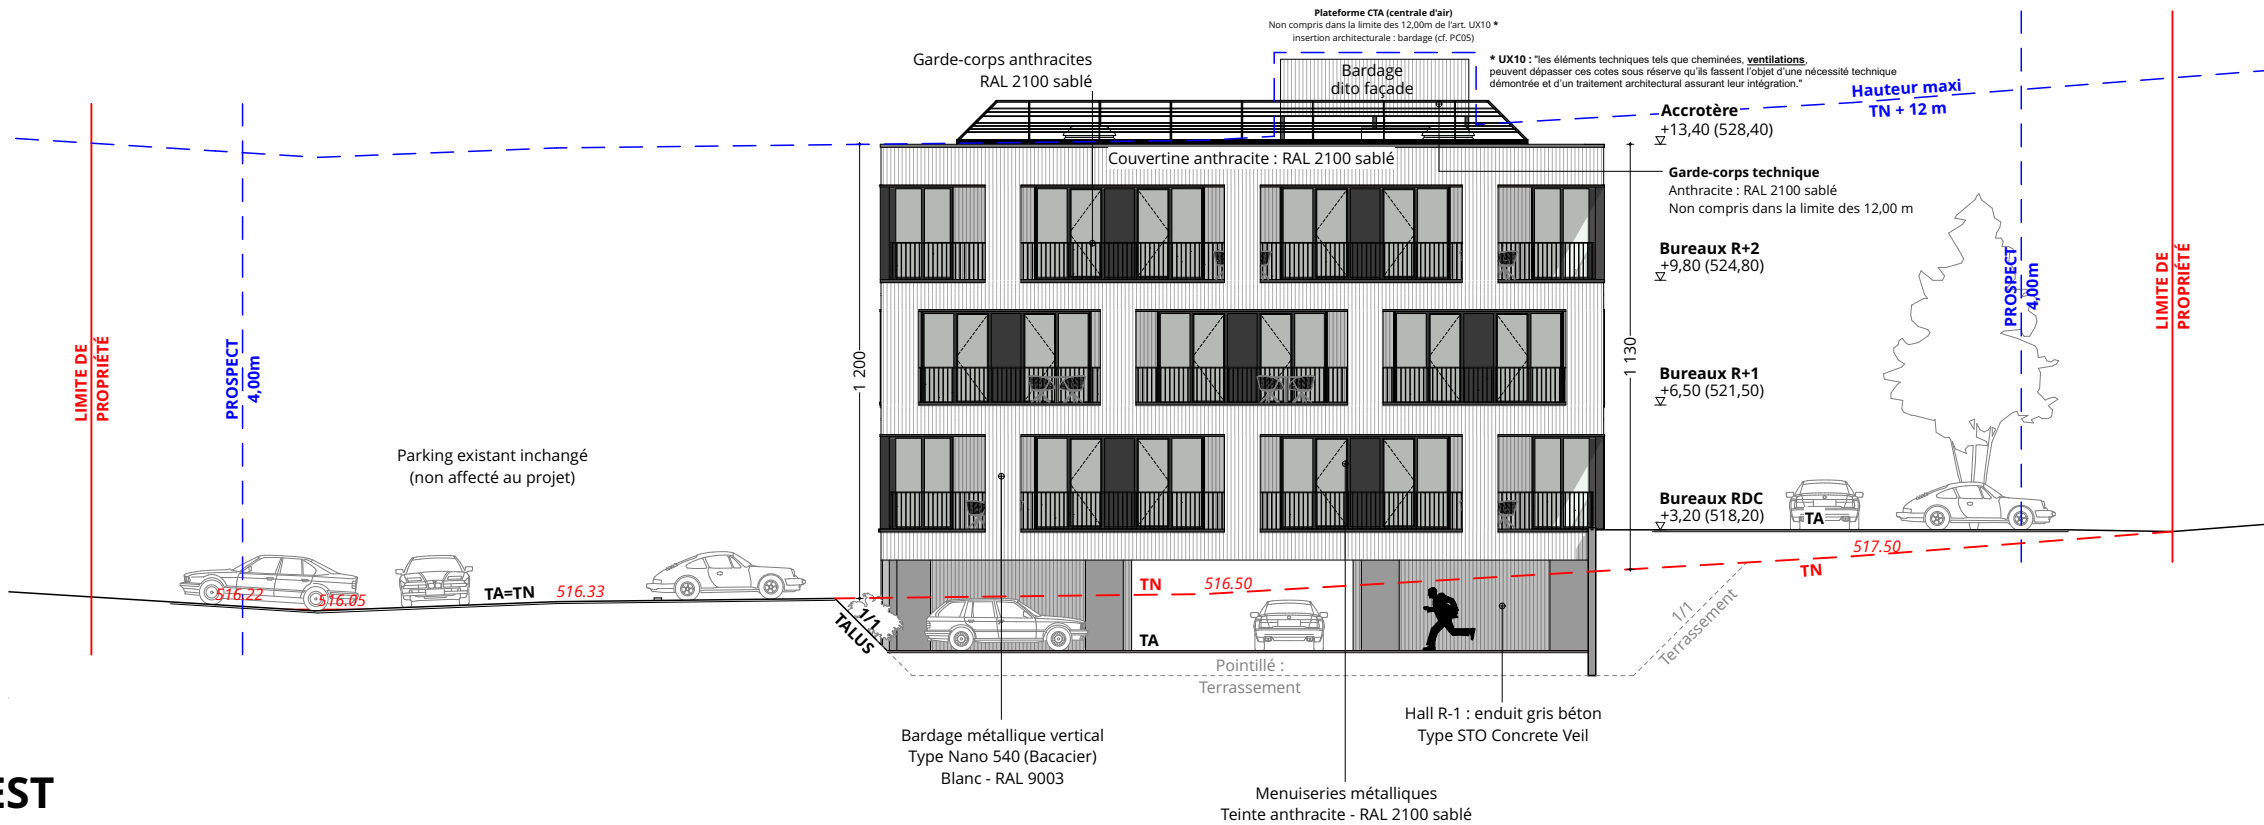 Plateforme CTA (centrale d'air)
Non compris dans la limite des 12,00m de l'art. UX10 *
insertion architecturale : bardage (cf. PC05)
Garde-corps anthracites
RAL 2100 sablé
Bardage
dito façade
* UX10 : "les éléments techniques tels que cheminées, ventilations,
peuvent dépasser ces cotes sous réserve qu'ils fassent l'objet d'une nécessité technique
démontrée et d'un traitement architectural assurant leur intégration."
Hauteur maxi
TN + 12 m
Accrotère
+13,40 (528,40)
Couvertine anthracite : RAL 2100 sablé
Garde-corps technique
Anthracite : RAL 2100 sablé
Non compris dans la limite des 12,00 m
Bureaux R+2
+9,80 (524,80)
Bureaux R+1
+6,50 (521,50)
Bureaux RDC
+3,20 (518,20)
LIMITE DE
PROPRIÉTÉ
PROSPECT
4,00m
1 200
1 130
PROSPECT
4,00m
LIMITE DE
PROPRIÉTÉ
Parking existant inchangé
(non affecté au projet)
516.22
516.05
TA=TN
516.33
1/1
TALUS
TN
516.50
TA
TA
517.50
TN
1/1
Terrassement
Pointillé :
Terrassement
Bardage métallique vertical
Type Nano 540 (Bacacier)
Blanc - RAL 9003
Hall R-1 : enduit gris béton
Type STO Concrete Veil
Menuiseries métalliques
Teinte anthracite - RAL 2100 sablé
EST